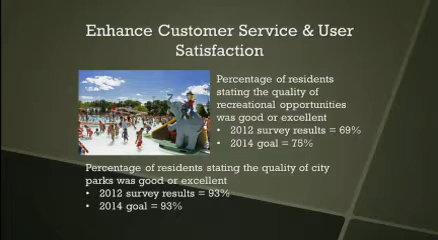 Enhance Customer Service & User
Satisfaction
Percentage of residents
stating the quality of
recreational opportunities
was good or excellent
• 2012 survey results = 69%
• 2014 goal = 75%
Percentage of residents stating the quality of city
parks was good or excellent
• 2012 survey results = 93%
• 2014 goal = 93%